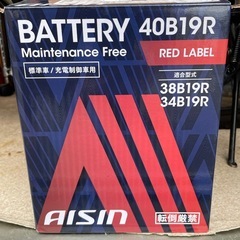 BATTERY 40B19R
Maintenance Free
RED LABEL
標準車/充電制御車用
適合型式
38B19R
34B19R
AISIN
転倒厳禁